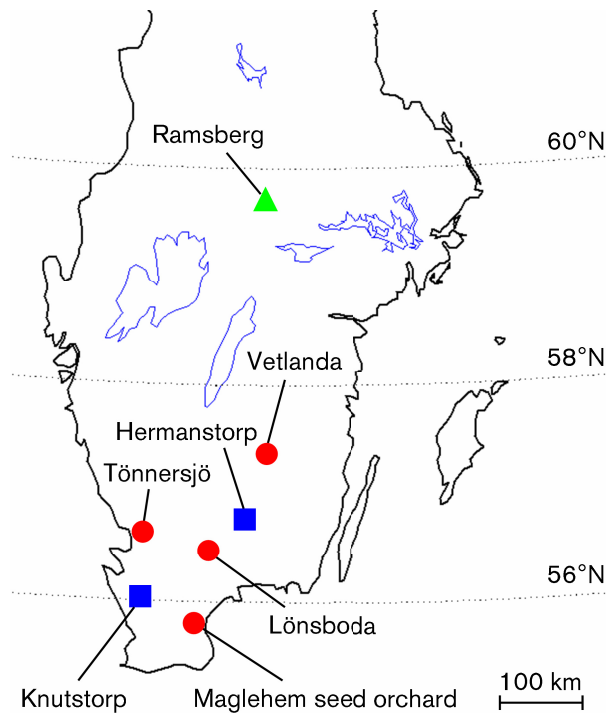 Ramsberg
60°N
Vetlanda
58°N
Hermanstorp
Tönnersjö
56°N
Lönsboda
Knutstorp
Maglehem seed orchard
100 km